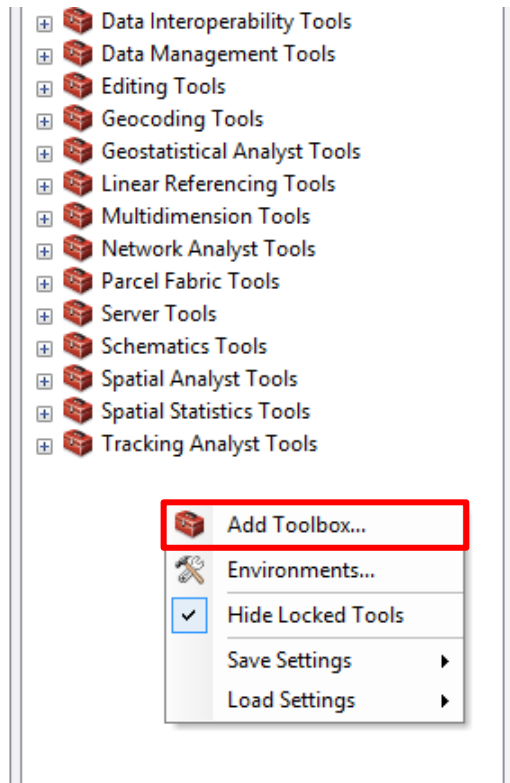 Data Interoperability Tools
Data Management Tools
Editing Tools
Geocoding Tools
Geostatistical Analyst Tools
Linear Referencing Tools
Multidimension Tools
Network Analyst Tools
Parcel Fabric Tools
Server Tools
Schematics Tools
Spatial Analyst Tools
Spatial Statistics Tools
Tracking Analyst Tools
Add Toolbox...
Environments...
Hide Locked Tools
Save Settings
Load Settings